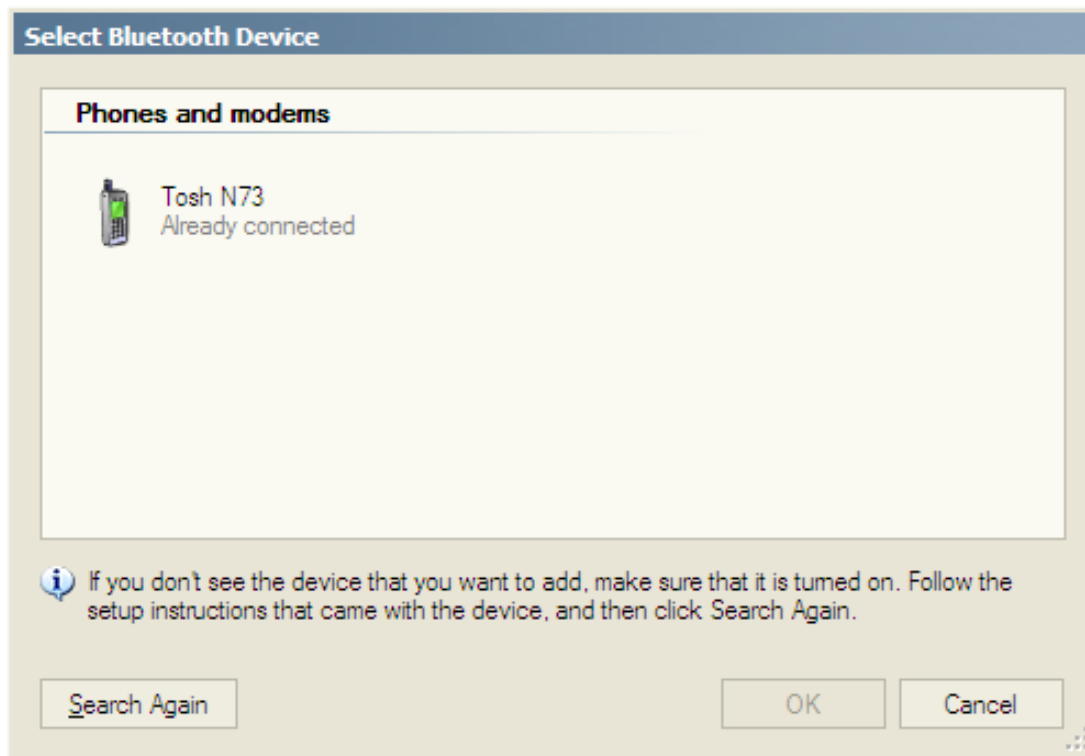 Select Bluetooth Device
Phones and modems
Tosh N73
Already connected
If you don't see the device that you want to add, make sure that it is turned on. Follow the
setup instructions that came with the device, and then click Search Again.
Search Again
OK
Cancel